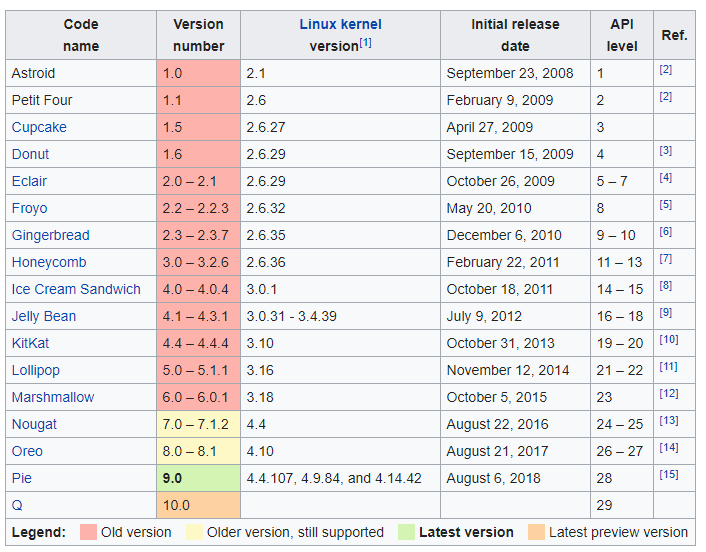 Code name Version number Linux kernel version[1] Initial release date API level Ref.
Astroid 1.0 2.1 September 23, 2008 1 [2]
Petit Four 1.1 2.6 February 9, 2009 2 [2]
Cupcake 1.5 2.6.27 April 27, 2009 3
Donut 1.6 2.6.29 September 15, 2009 4 [3]
Eclair 2.0 – 2.1 2.6.29 October 26, 2009 5 – 7 [4]
Froyo 2.2 – 2.2.3 2.6.32 May 20, 2010 8 [5]
Gingerbread 2.3 – 2.3.7 2.6.35 December 6, 2010 9 – 10 [6]
Honeycomb 3.0 – 3.2.6 2.6.36 February 22, 2011 11 – 13 [7]
Ice Cream Sandwich 4.0 – 4.0.4 3.0.1 October 18, 2011 14 – 15 [8]
Jelly Bean 4.1 – 4.3.1 3.0.31 - 3.4.39 July 9, 2012 16 – 18 [9]
KitKat 4.4 – 4.4.4 3.10 October 31, 2013 19 – 20 [10]
Lollipop 5.0 – 5.1.1 3.16 November 12, 2014 21 – 22 [11]
Marshmallow 6.0 – 6.0.1 3.18 October 5, 2015 23 [12]
Nougat 7.0 – 7.1.2 4.4 August 22, 2016 24 – 25 [13]
Oreo 8.0 – 8.1 4.10 August 21, 2017 26 – 27 [14]
Pie 9.0 4.4.107, 4.9.84, and 4.14.42 August 6, 2018 28 [15]
Q 10.0 29
Legend: Old version Older version, still supported Latest version Latest preview version